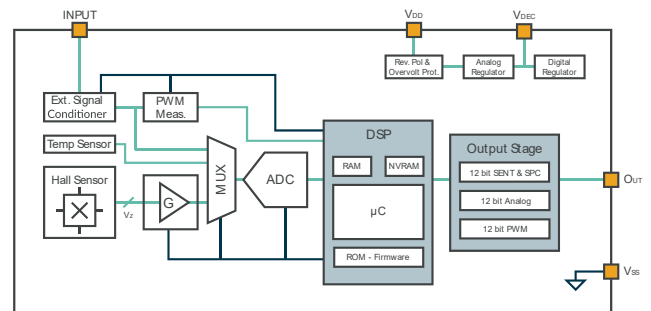 INPUT
VDD
VDEC
Rev. Pol &
Overvolt Prot.
Analog
Regulator
Digital
Regulator
Ext. Signal
Conditioner
PWM
Meas.
Temp Sensor
Hall Sensor
Vz
G
MUX
ADC
DSP
RAM
NVRAM
µC
ROM - Firmware
Output Stage
12 bit SENT & SPC
12 bit Analog
12 bit PWM
OUT
VSS